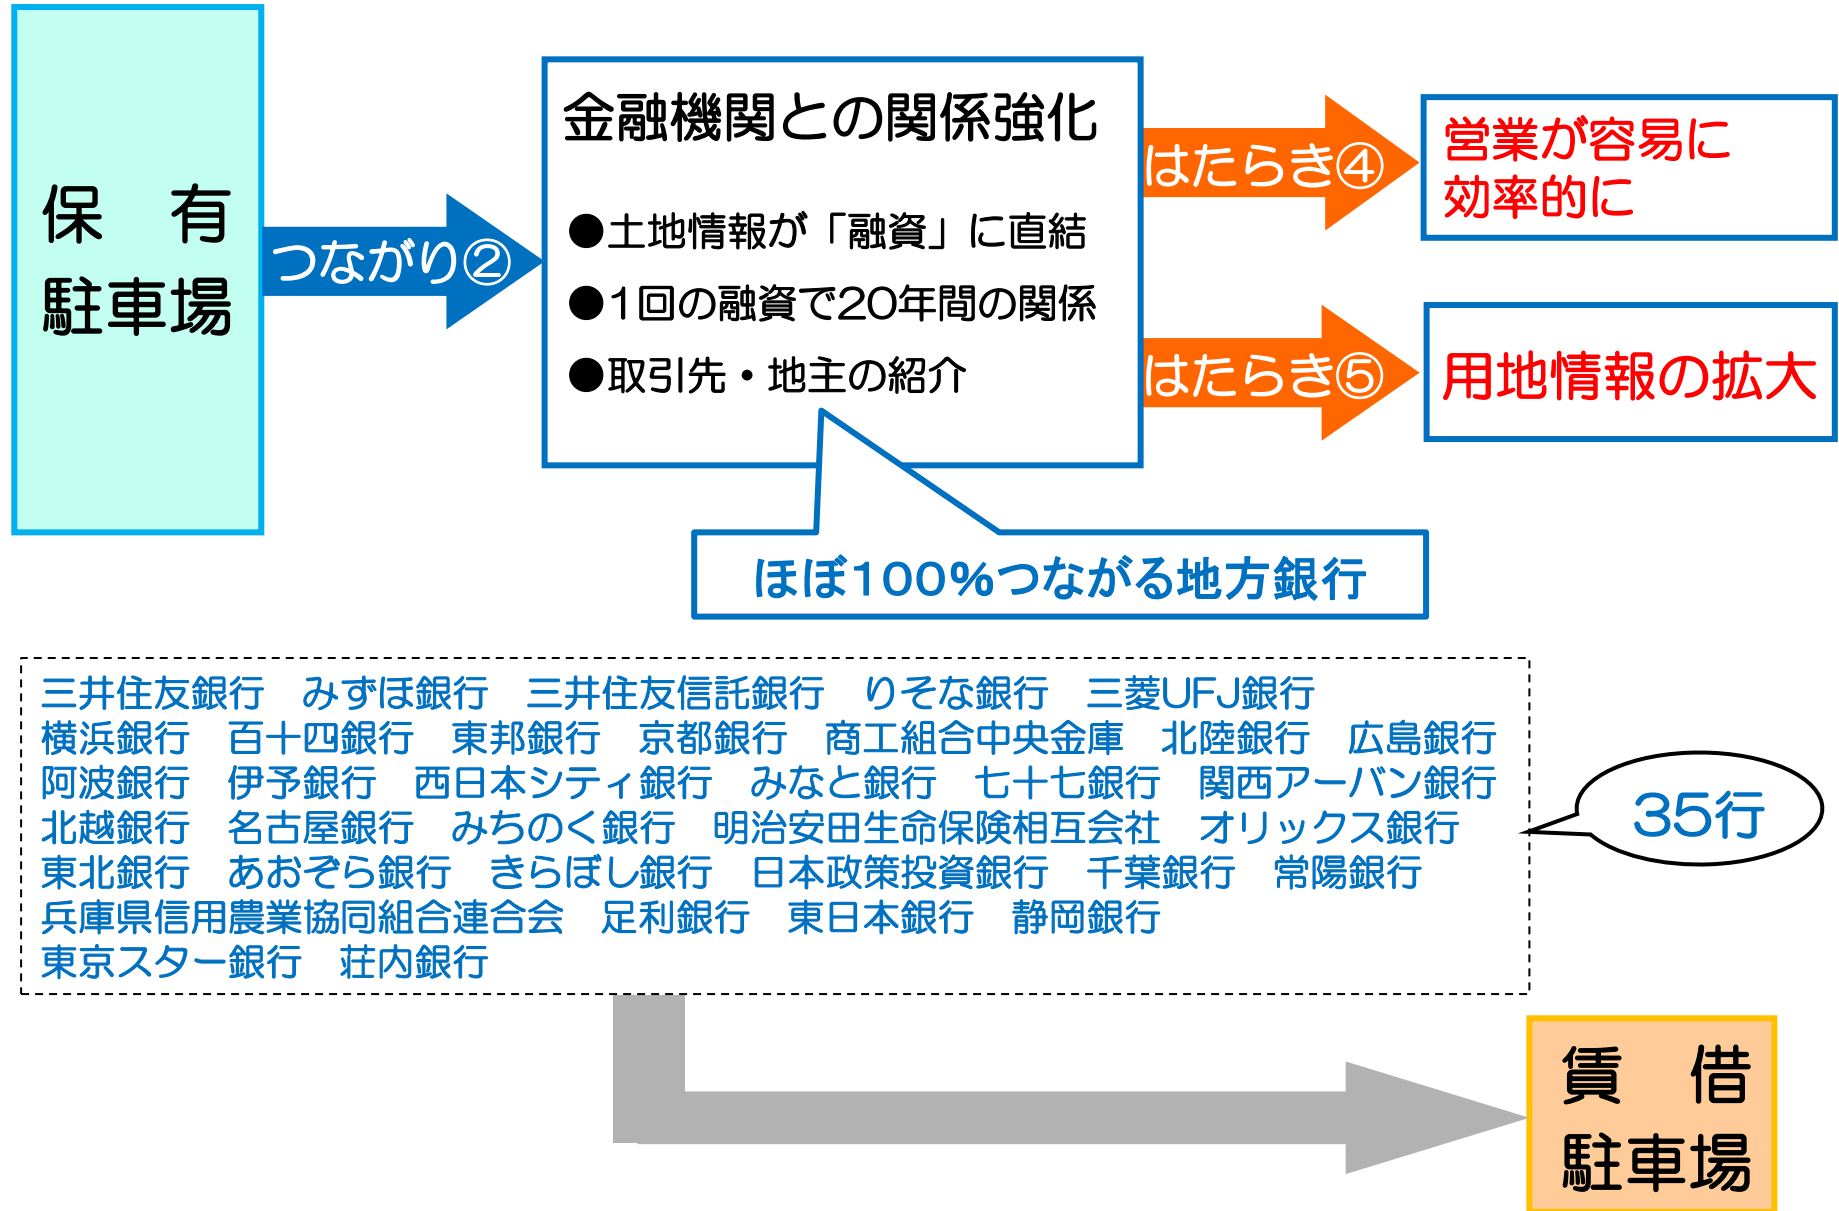 保　有
駐車場
つながり②
金融機関との関係強化
●土地情報が「融資」に直結
●1回の融資で20年間の関係
●取引先・地主の紹介
はたらき④
営業が容易に
効率的に
はたらき⑤
用地情報の拡大
ほぼ100%つながる地方銀行
三井住友銀行　みずほ銀行　三井住友信託銀行　りそな銀行　三菱UFJ銀行
横浜銀行　百十四銀行　東邦銀行　京都銀行　商工組合中央金庫　北陸銀行　広島銀行
阿波銀行　伊予銀行　西日本シティ銀行　みなと銀行　七十七銀行　関西アーバン銀行
北越銀行　名古屋銀行　みちのく銀行　明治安田生命保険相互会社　オリックス銀行
東北銀行　あおぞら銀行　きらぼし銀行　日本政策投資銀行　千葉銀行　常陽銀行
兵庫県信用農業協同組合連合会　足利銀行　東日本銀行　静岡銀行
東京スター銀行　荘内銀行
35行
賃　借
駐車場